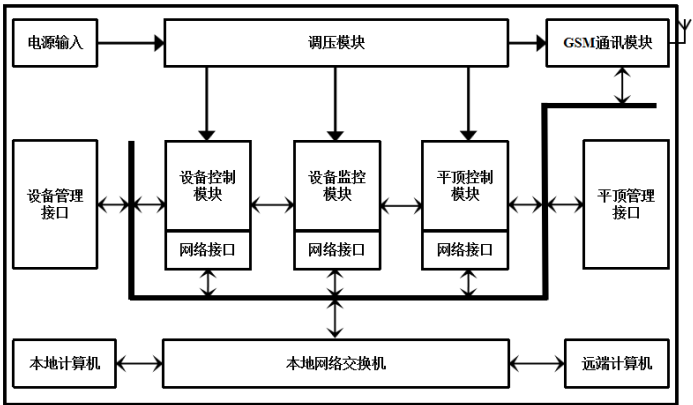 电源输入
调压模块
GSM通讯模块
设备管理
接口
设备控制
模块
网络接口
设备监控
模块
网络接口
平顶控制
模块
网络接口
平顶管理
接口
本地计算机
本地网络交换机
远端计算机